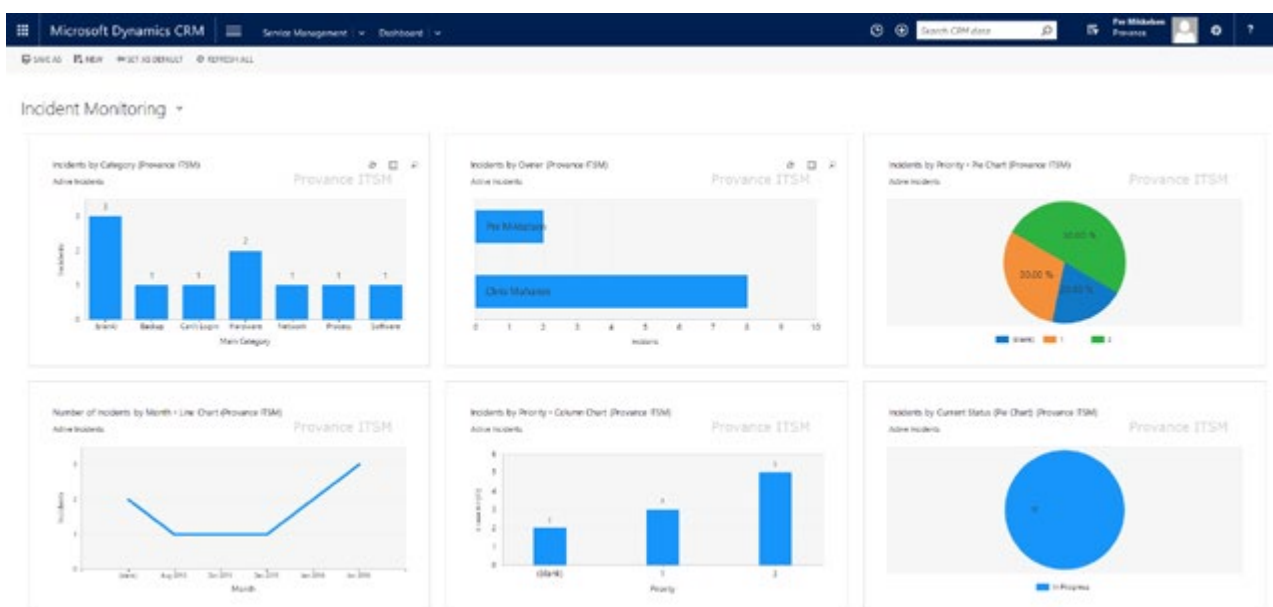 Microsoft Dynamics CRM Service Management Dashboard Search CRM data Per Mikkelsen
Provance ?
SAVE AS NEW SET AS DEFAULT REFRESH ALL
Incident Monitoring
Incidents by Category (Provance ITSM)
Active Incidents Provance ITSM
3
3
2
2
1 1 1 1 1
1
0
Incidents
(blank) Backup Can't Login Hardware Network Process Software
Main Category
Incidents by Owner (Provance ITSM)
Active Incidents Provance ITSM
Per Mikkelsen
Chris
0 1 2 3 4 5 6 7 8 9 10
Incidents
Incidents by Priority - Pie Chart (Provance ITSM)
Active Incidents Provance ITSM
50.00 %
30.00 %
20.00 %
(blank) 1 2
Number of Incidents by Month - Line Chart (Provance ITSM)
Active Incidents Provance ITSM
3
2
1
0
Incidents
(blank)
Month
Incidents by Priority - Column Chart (Provance ITSM)
Active Incidents Provance ITSM
6
5
4
3
2
1
0
(blank) 1 2
Priority
Incidents by Current Status (Pie Chart) (Provance ITSM)
Active Incidents Provance ITSM
In Progress